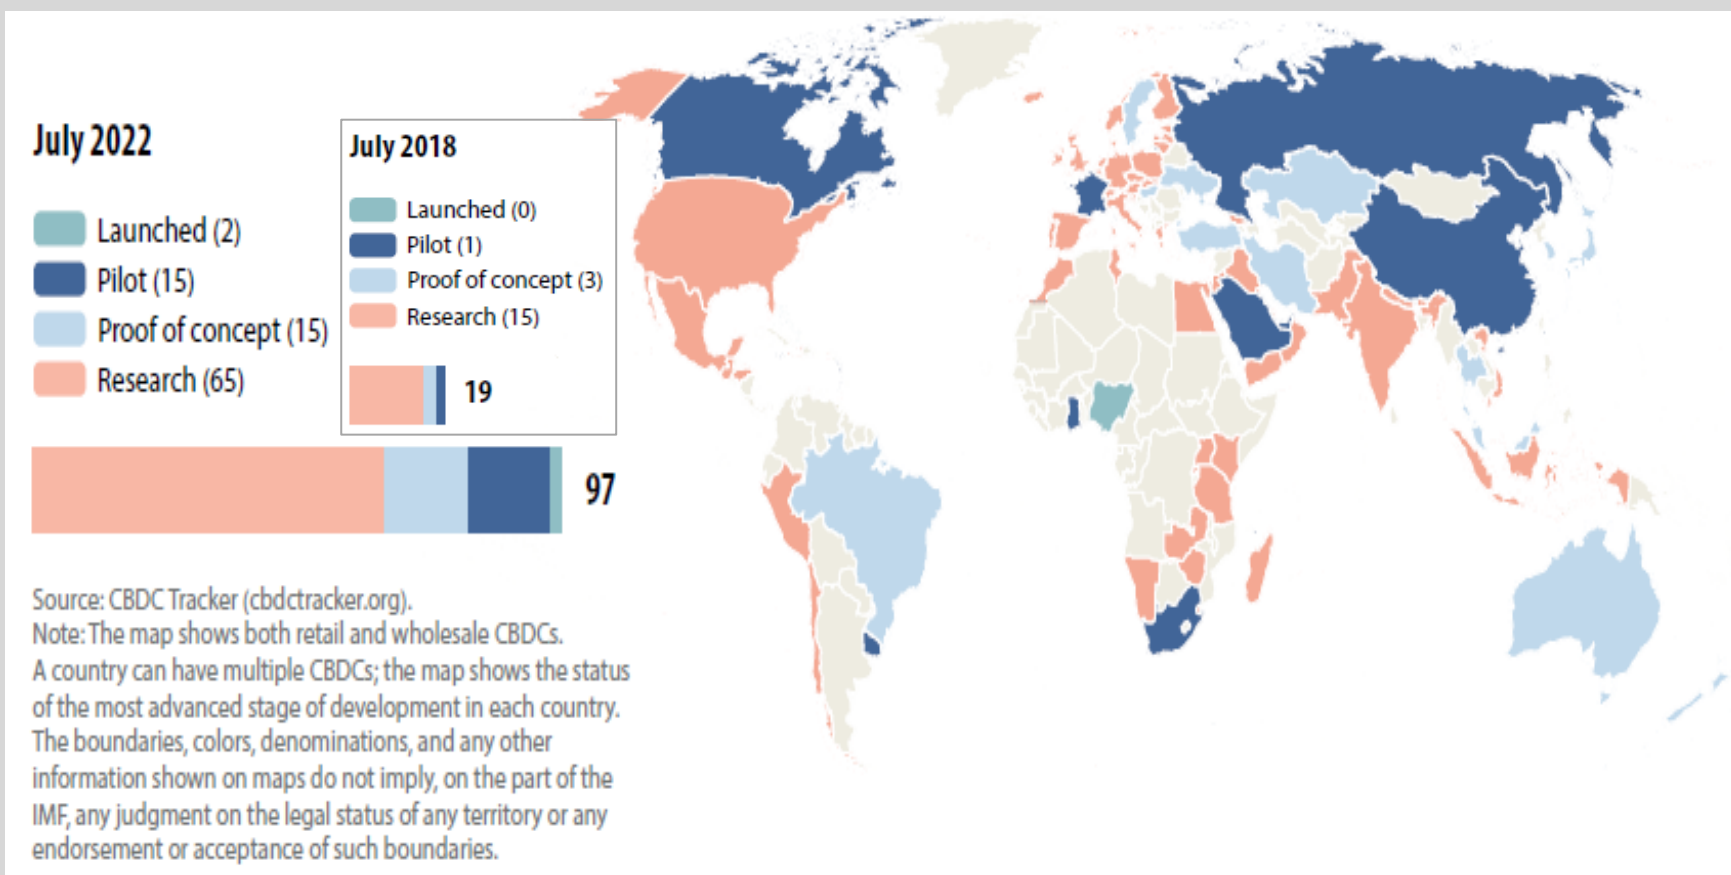 July 2022
Launched (2)
Pilot (15)
Proof of concept (15)
Research (65)
97
July 2018
Launched (0)
Pilot (1)
Proof of concept (3)
Research (15)
19
Source: CBDC Tracker (cbdctracker.org).
Note: The map shows both retail and wholesale CBDCs.
A country can have multiple CBDCs; the map shows the status
of the most advanced stage of development in each country.
The boundaries, colors, denominations, and any other
information shown on maps do not imply, on the part of the
IMF, any judgment on the legal status of any territory or any
endorsement or acceptance of such boundaries.